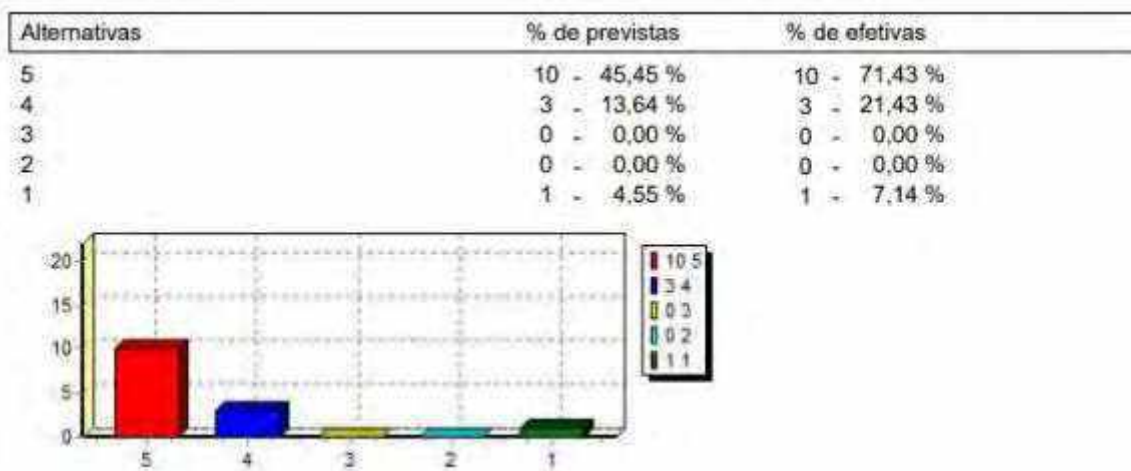 Alternativas % de previstas % de efetivas
5 10 - 45,45 % 10 - 71,43 %
4 3 - 13,64 % 3 - 21,43 %
3 0 - 0,00 % 0 - 0,00 %
2 0 - 0,00 % 0 - 0,00 %
1 1 - 4,55 % 1 - 7,14 %
20
15
10
5
0
5 4 3 2 1
10 5
3 4
0 3
0 2
1 1